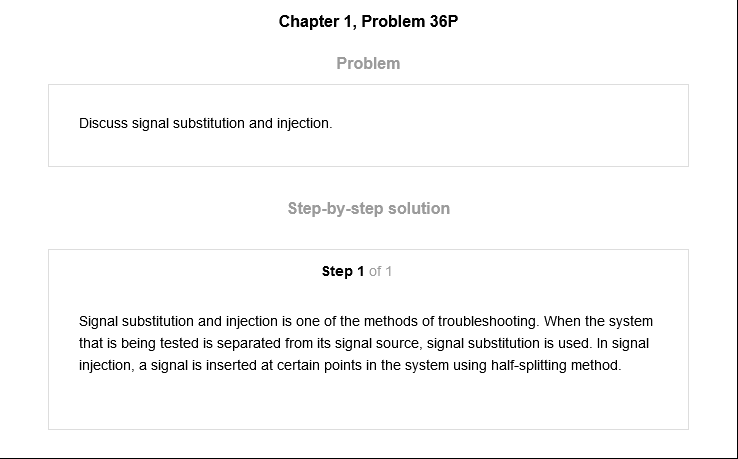 Chapter 1, Problem 36P
Problem
Discuss signal substitution and injection.
Step-by-step solution
Step 1 of 1
Signal substitution and injection is one of the methods of troubleshooting. When the system
that is being tested is separated from its signal source, signal substitution is used. In signal
injection, a signal is inserted at certain points in the system using half-splitting method.